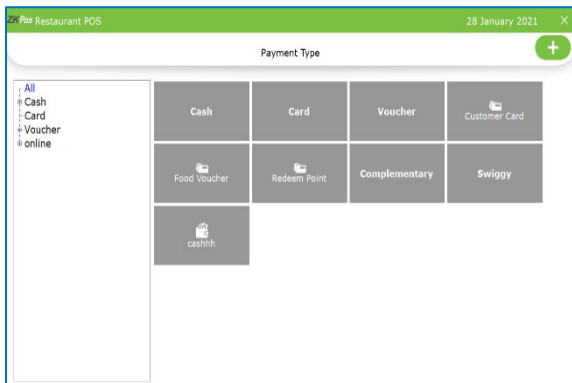 ZKPos Restaurant POS 28 January 2021 X
Payment Type
+
All
Cash
Card
Voucher
online
Cash Card Voucher Customer Card
Food Voucher Redeem Point Complementary Swiggy
cashhh